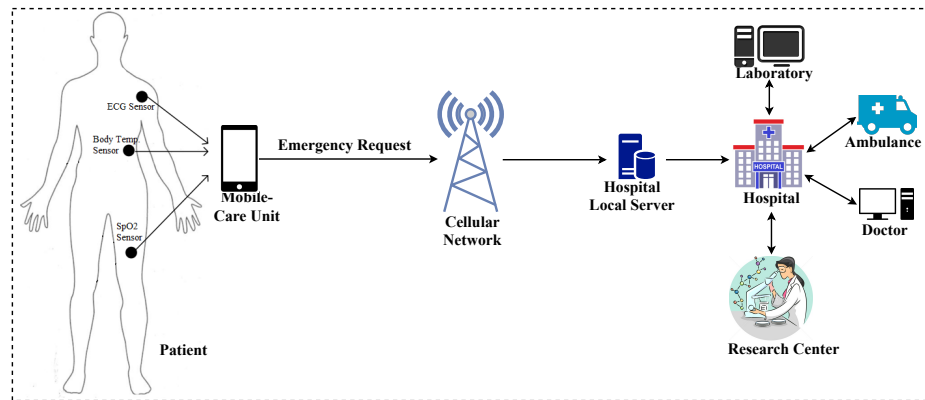 ECG Sensor
Body Temp.
Sensor
SpO2
Sensor
Patient
Mobile-
Care Unit
Emergency Request
Cellular
Network
Hospital
Local Server
Laboratory
HOSPITAL
Hospital
Ambulance
Doctor
Research Center